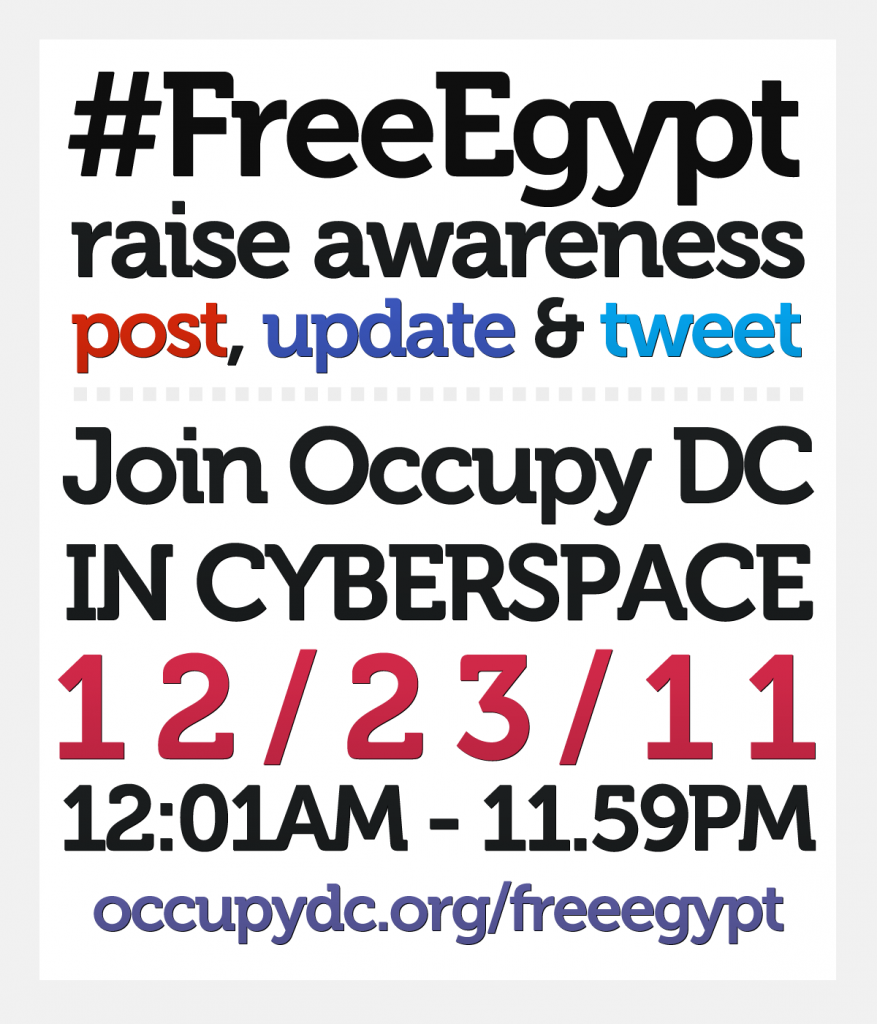 #FreeEgypt
raise awareness
post, update & tweet
Join Occupy DC
IN CYBERSPACE
12/23/11
12:01AM - 11.59PM
occupydc.org/freeegypt